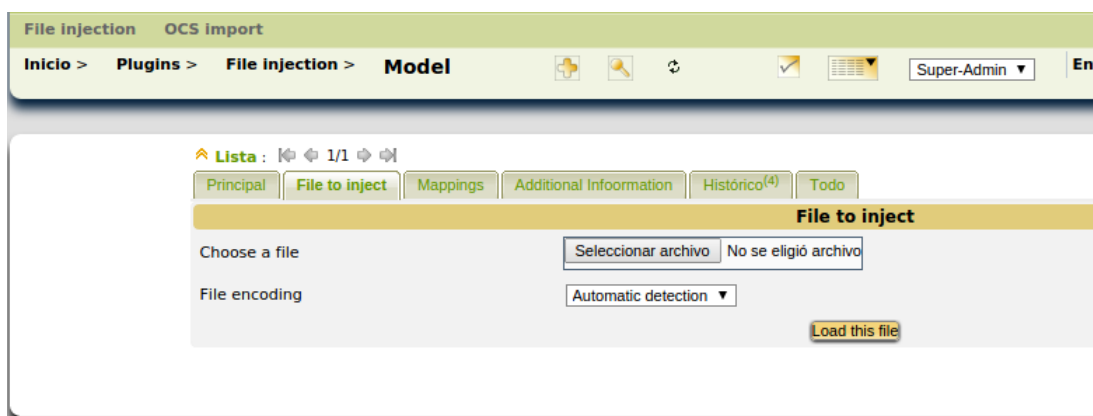 File injection OCS import
Inicio > Plugins > File injection > Model Super-Admin ▼ En
Lista : 1/1
Principal File to inject Mappings Additional Infoormation Histórico(4) Todo
File to inject
Choose a file Seleccionar archivo No se eligió archivo
File encoding Automatic detection ▼
Load this file